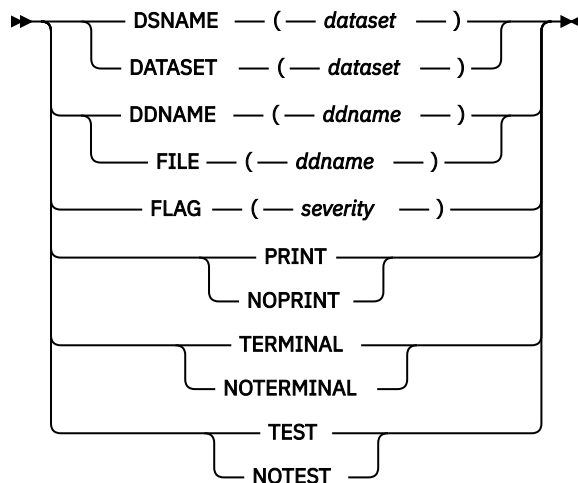 DSNAME ( dataset )
DATASET ( dataset )
DDNAME ( ddname )
FILE ( ddname )
FLAG ( severity )
PRINT
NOPRINT
TERMINAL
NOTERMINAL
TEST
NOTEST